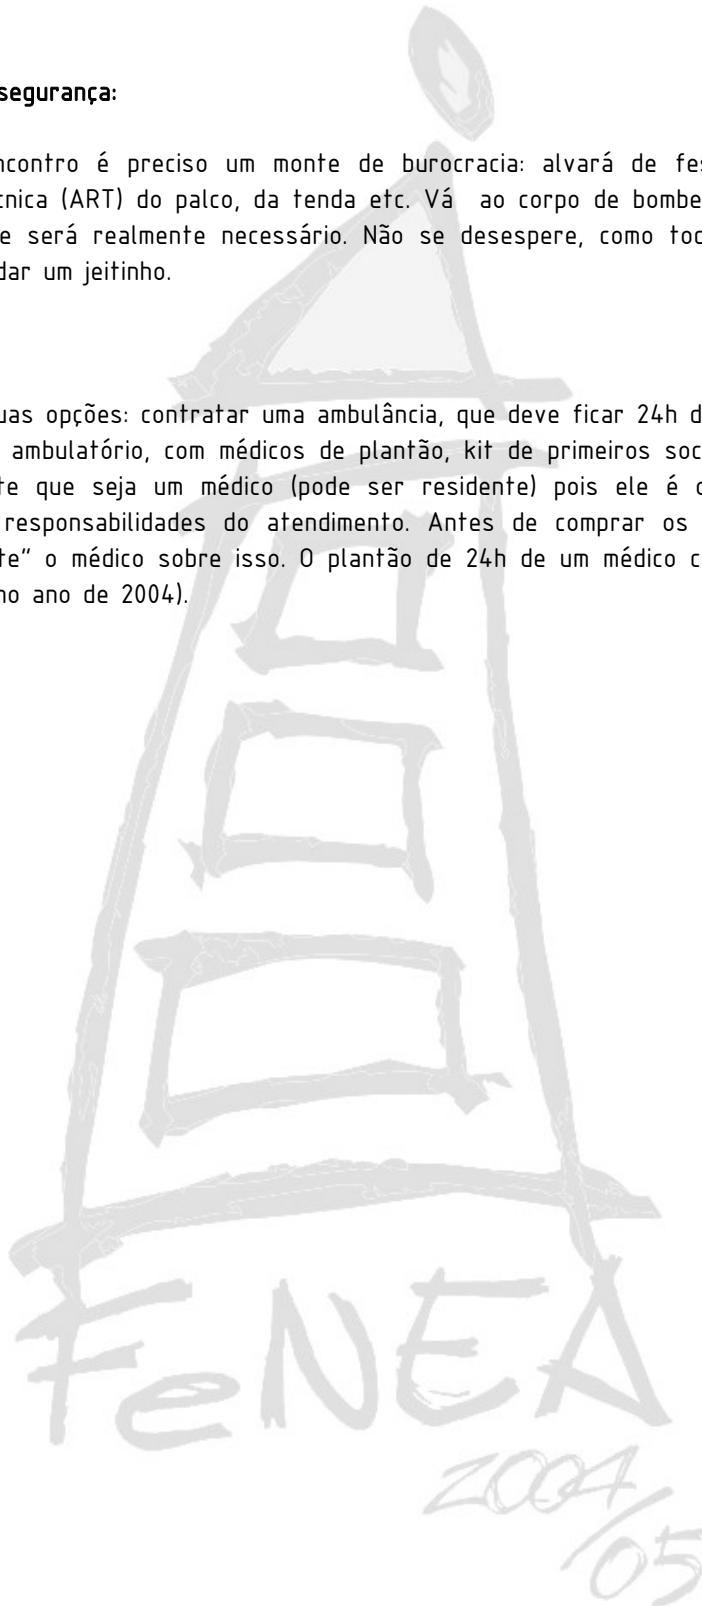 segurança:
ncontro é preciso um monte de burocracia: alvará de fes
cnica (ART) do palco, da tenda etc. Vá ao corpo de bombe
e será realmente necessário. Não se desespere, como toc
dar um jeitinho.
uas opções: contratar uma ambulância, que deve ficar 24h d
ambulatório, com médicos de plantão, kit de primeiros soc
te que seja um médico (pode ser residente) pois ele é c
responsabilidades do atendimento. Antes de comprar os
te" o médico sobre isso. O plantão de 24h de um médico c
no ano de 2004).
FeNEA
2004
/05